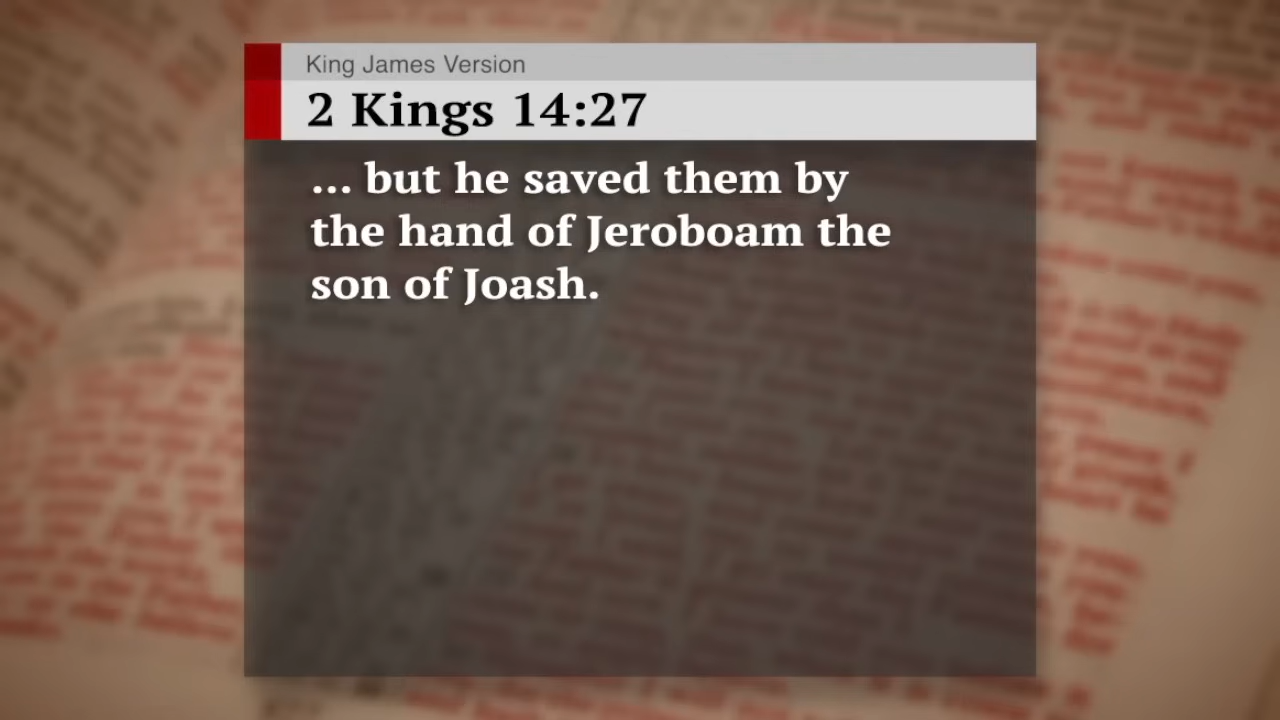 King James Version
2 Kings 14:27
... but he saved them by
the hand of Jeroboam the
son of Joash.